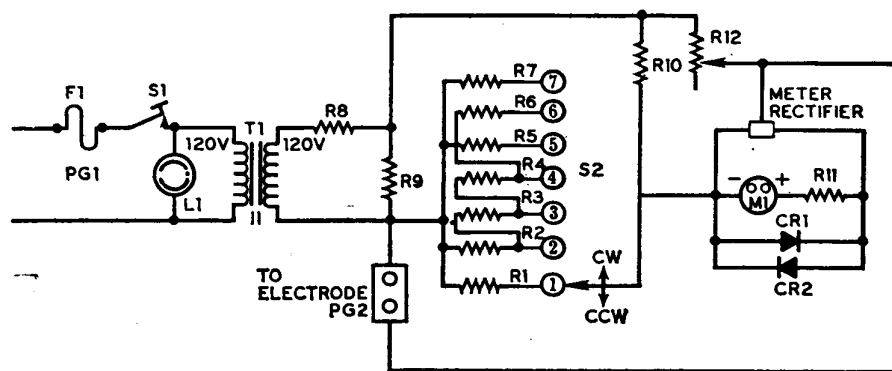 F1
S1
PG1
L1
120V
T1
120V
R8
R9
R7
7
R6
6
R5
5
R4
4
S2
R3
3
R2
2
R1
1
CW
CCW
TO
ELECTRODE
PG2
R10
R12
METER
RECTIFIER
-
+
M1
R11
CR1
CR2